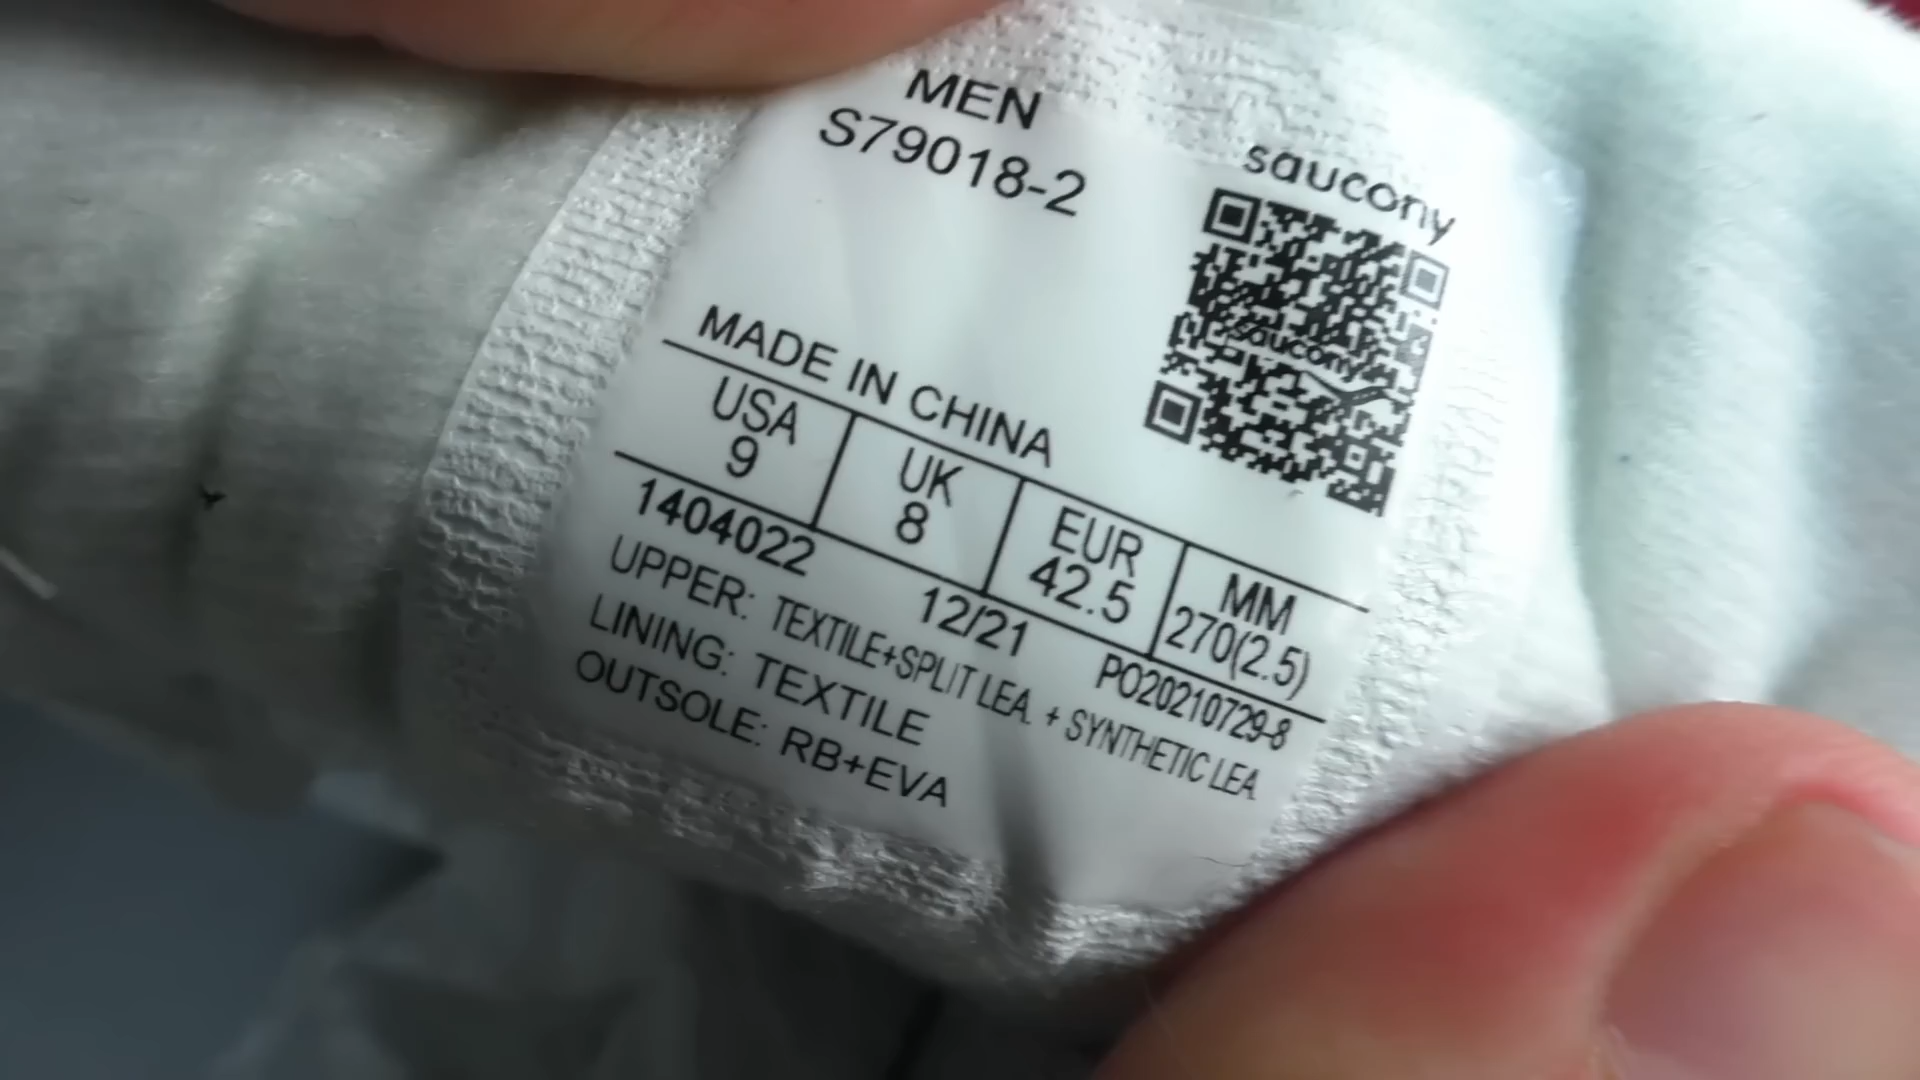 MEN
S79018-2
saucony
saucony
MADE IN CHINA
USA UK EUR MM
9 8 42.5 270(2.5)
1404022 12/21 PO20210729-8
UPPER: TEXTILE+SPLIT LEA. + SYNTHETIC LEA.
LINING: TEXTILE
OUTSOLE: RB+EVA